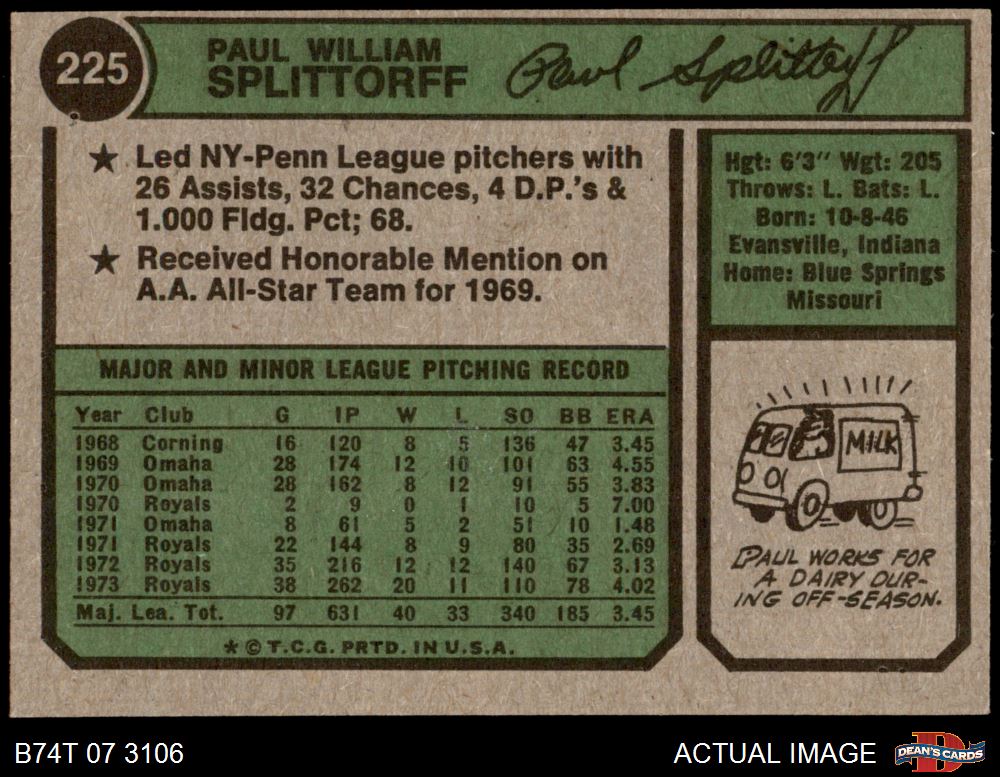 225
PAUL WILLIAM
SPLITTORFF
Paul Splittorff
★ Led NY-Penn League pitchers with
26 Assists, 32 Chances, 4 D.P.'s &
1.000 Fldg. Pct; 68.
★ Received Honorable Mention on
A.A. All-Star Team for 1969.
Hgt: 6'3" Wgt: 205
Throws: L. Bats: L.
Born: 10-8-46
Evansville, Indiana
Home: Blue Springs
Missouri
MAJOR AND MINOR LEAGUE PITCHING RECORD
Year Club G IP W L SO BB ERA
1968 Corning 16 120 8 5 136 47 3.45
1969 Omaha 28 174 12 10 101 63 4.55
1970 Omaha 28 162 8 12 91 55 3.83
1970 Royals 2 9 0 1 10 5 7.00
1971 Omaha 8 61 5 2 51 10 1.48
1971 Royals 22 144 8 9 80 35 2.69
1972 Royals 35 216 12 12 140 67 3.13
1973 Royals 38 262 20 11 110 78 4.02
Maj. Lea. Tot. 97 631 40 33 340 185 3.45
* © T.C.G. PRTD. IN U.S.A.
MILK
PAUL WORKS FOR
A DAIRY DUR-
ING OFF-SEASON.
B74T 07 3106
ACTUAL IMAGE
D
DEAN'S CARDS